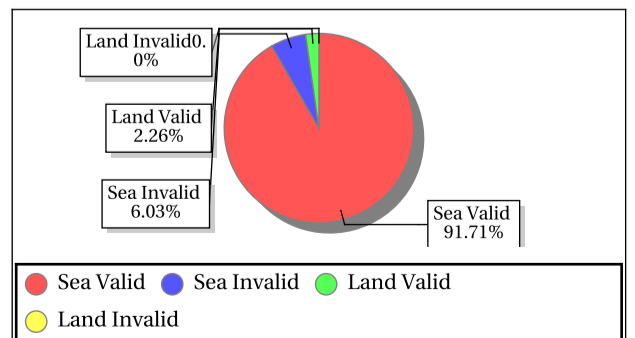 Land Invalid0.
0%
Land Valid
2.26%
Sea Invalid
6.03%
Sea Valid
91.71%
Sea Valid Sea Invalid Land Valid
Land Invalid